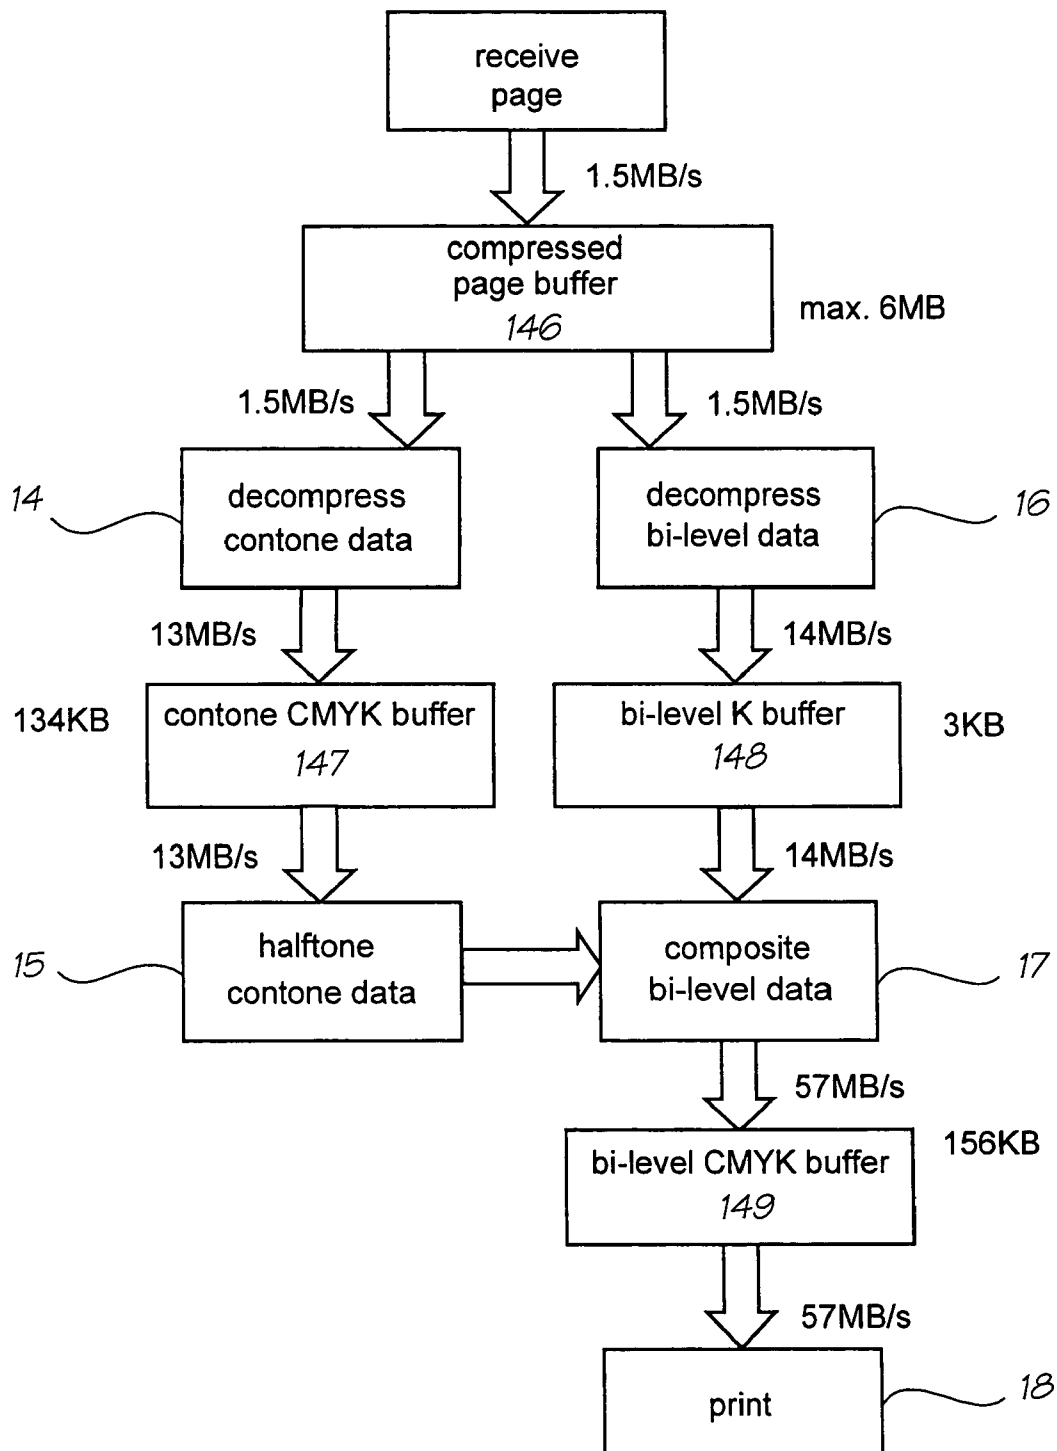 receive
page
1.5MB/s
compressed
page buffer
146
max. 6MB
1.5MB/s
1.5MB/s
14
decompress
contone data
decompress
bi-level data
16
13MB/s
14MB/s
134KB
contone CMYK buffer
147
bi-level K buffer
148
3KB
13MB/s
14MB/s
15
halftone
contone data
composite
bi-level data
17
57MB/s
bi-level CMYK buffer
149
156KB
57MB/s
print
18